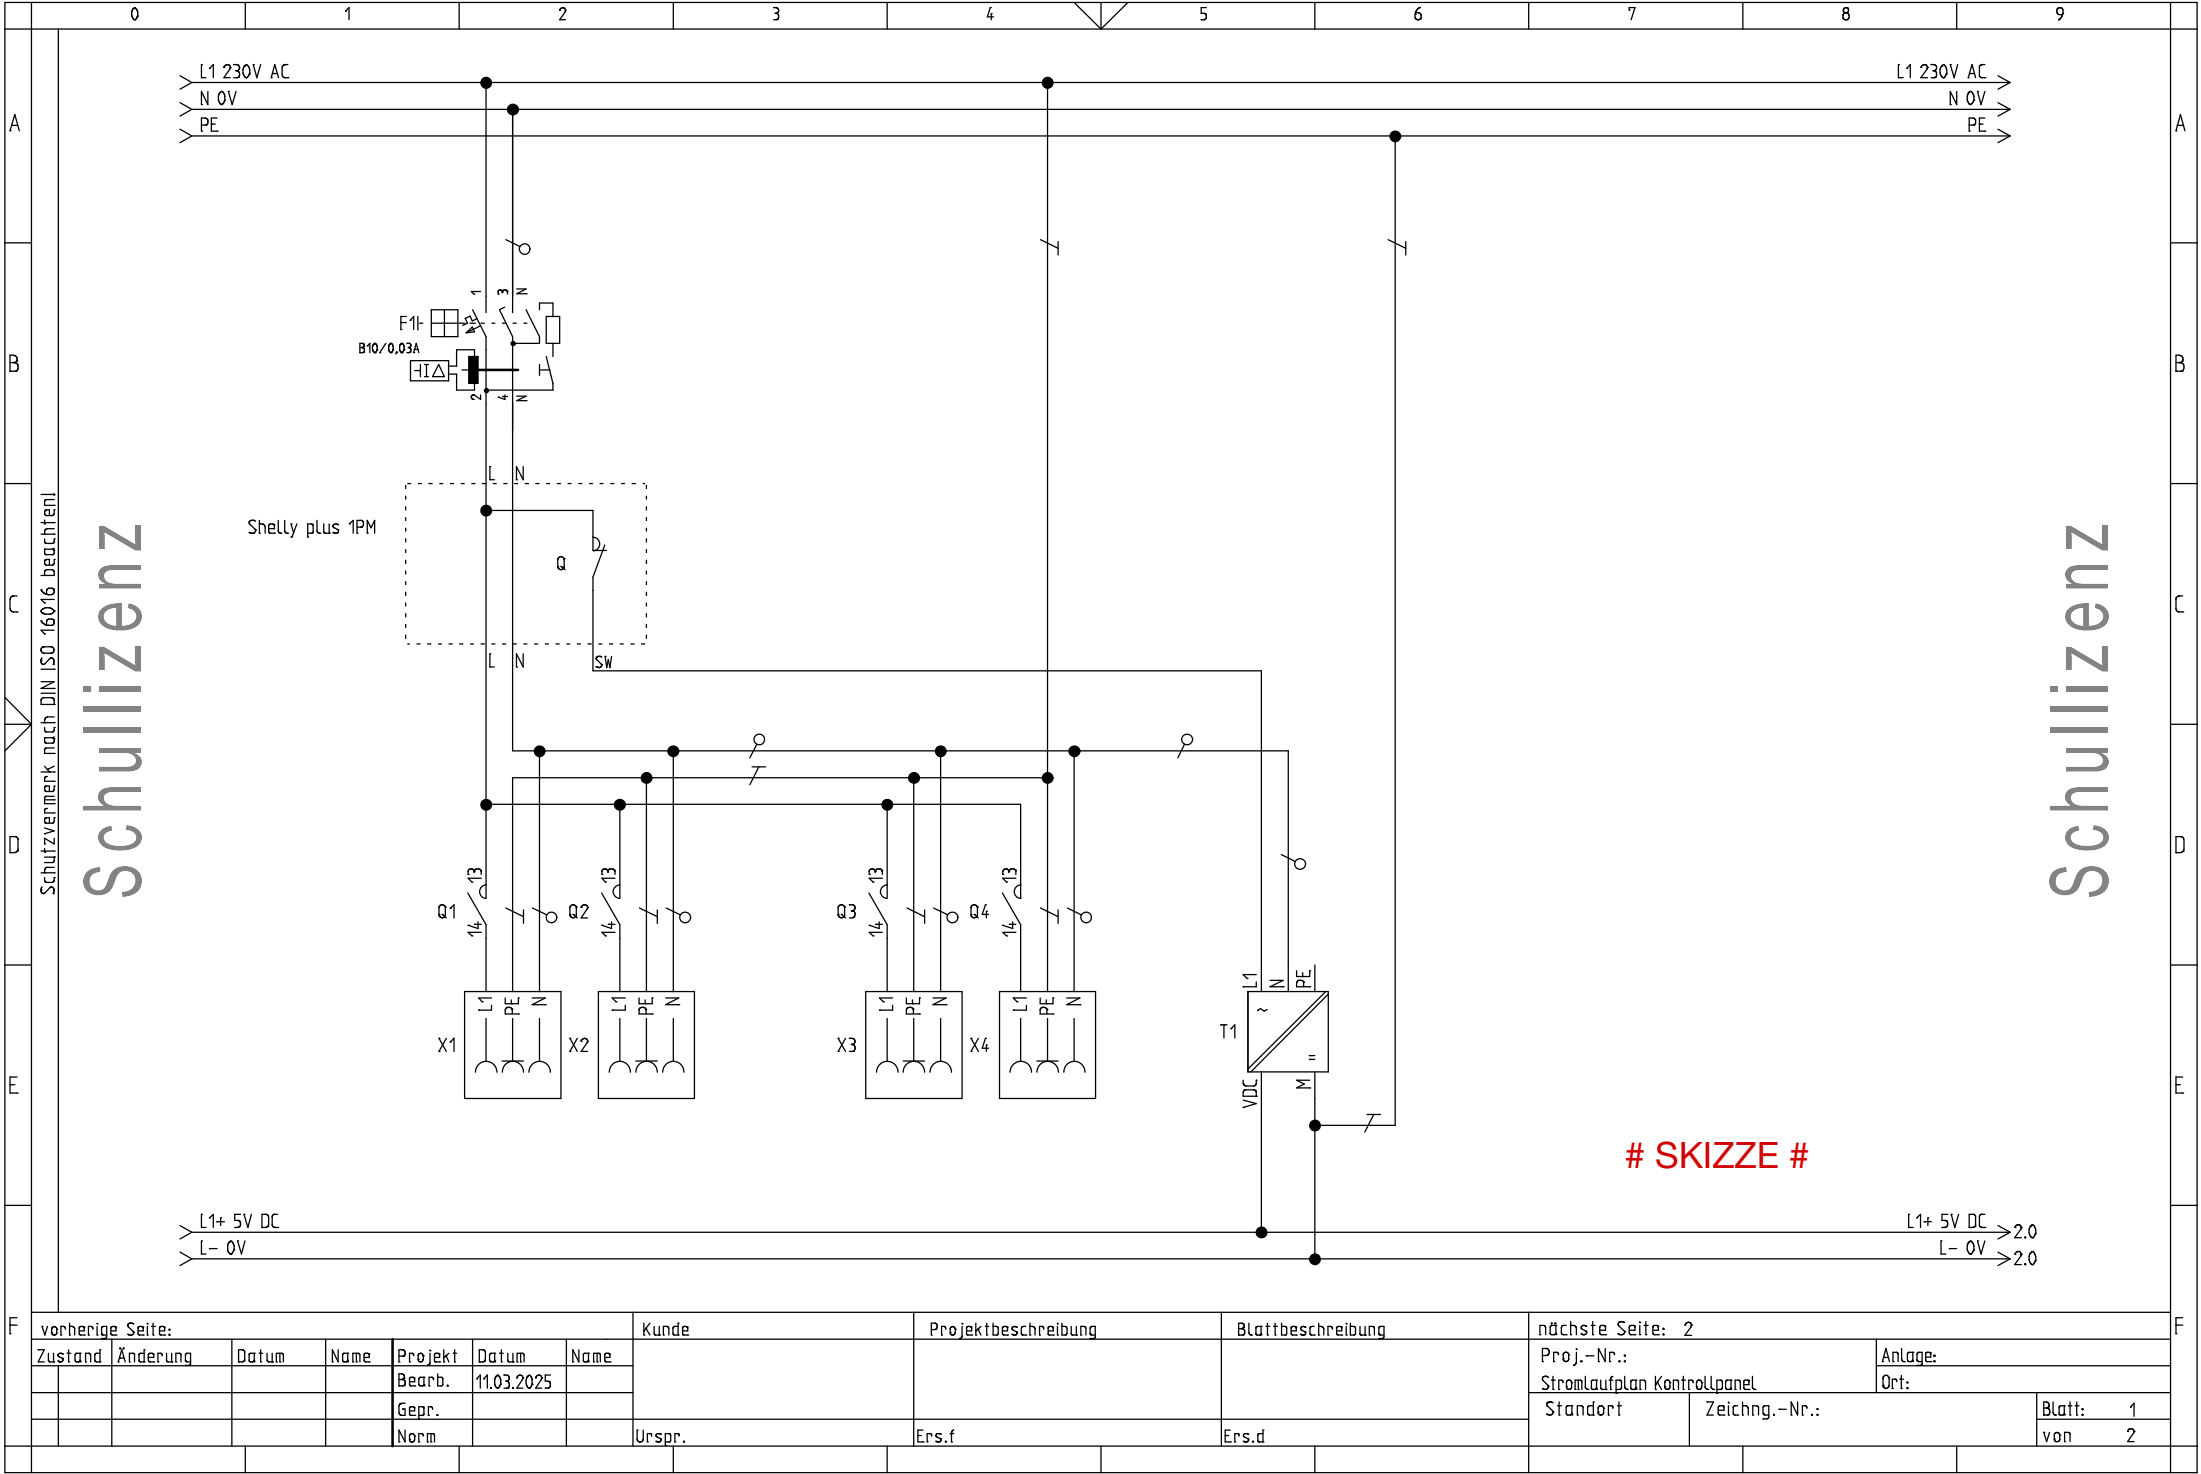 0 1 2 3 4 5 6 7 8 9
L1 230V AC L1 230V AC
N 0V N 0V
A PE PE A
1 3 N
F1
B10/0,03A
B I△ B
2 4 N
L N
Schutzvermerk nach DIN ISO 16016 beachten!
Schullizenz
Schullizenz
Shelly plus 1PM
Q
C C
L N SW
D D
13 13 13 13
Q1 Q2 Q3 Q4
14 14 14 14
L1 N PE
L1 PE N L1 PE N L1 PE N L1 PE N
~
T1
X1 X2 X3 X4
=
E VDC M E
# SKIZZE #
L1+ 5V DC L1+ 5V DC 2.0
L- 0V L- 0V 2.0
F F
vorherige Seite: Kunde Projektbeschreibung Blattbeschreibung nächste Seite: 2
Zustand Änderung Datum Name Projekt Datum Name Proj.-Nr.: Anlage:
Bearb. 11.03.2025 Stromlaufplan Kontrollpanel Ort:
Gepr. Standort Zeichng.-Nr.: Blatt: 1
Norm Urspr. Ers.f Ers.d von 2